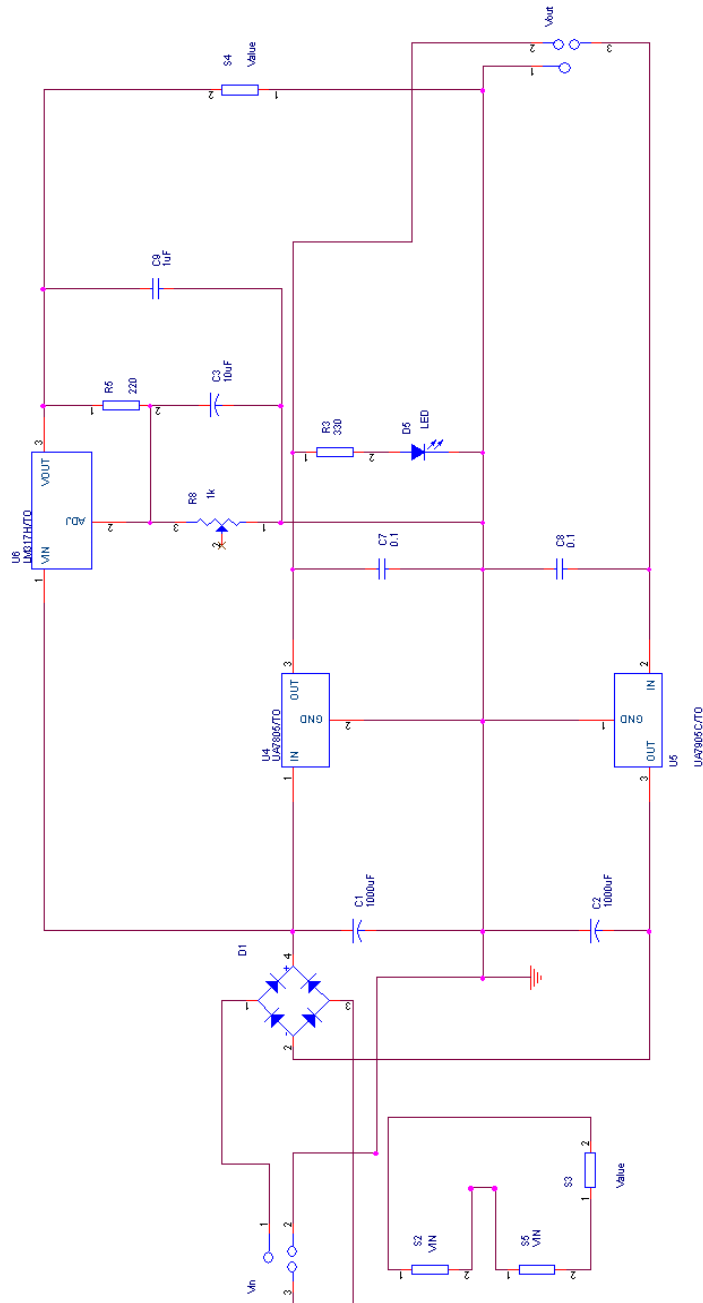 Vout
2
3
1
S4
Value
2
1
C9
1uF
R5
220
1
2
C3
10uF
U6
LM317H/TO
VIN
VOUT
ADJ
1
3
2
R8
1k
3
2
1
R3
330
1
2
D5
LED
C7
0.1
C8
0.1
U4
UA7805/TO
IN
OUT
GND
1
3
2
U5
UA7905C/TO
OUT
IN
GND
3
2
1
C1
1000uF
C2
1000uF
D1
4
+
1
3
-
2
Vin
1
2
3
S2
VIN
1
2
S5
VIN
1
2
S3
Value
1
2